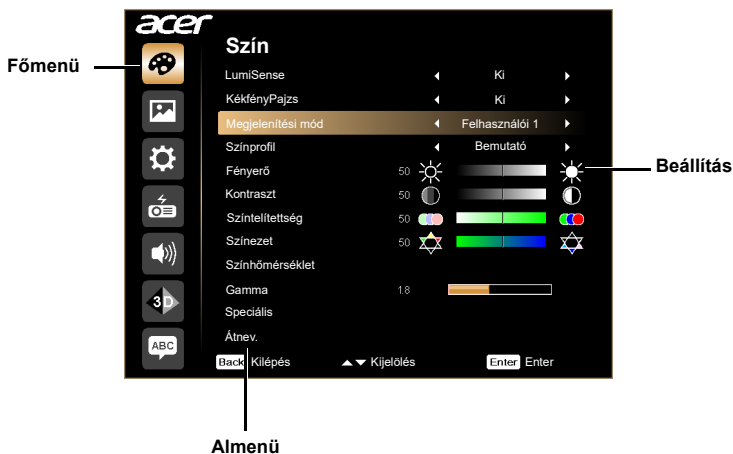 acer
Szín
Főmenü
LumiSense Ki
KékfényPajzs Ki
Megjelenítési mód Felhasználói 1
Színprofil Bemutató
Beállítás
Fényerő 50
Kontraszt 50
Színtelítettség 50
Színezet 50
Színhőmérséklet
Gamma 1.8
Speciális
Átnev.
3D
ABC
Back Kilépés Kijelölés Enter Enter
Almenü